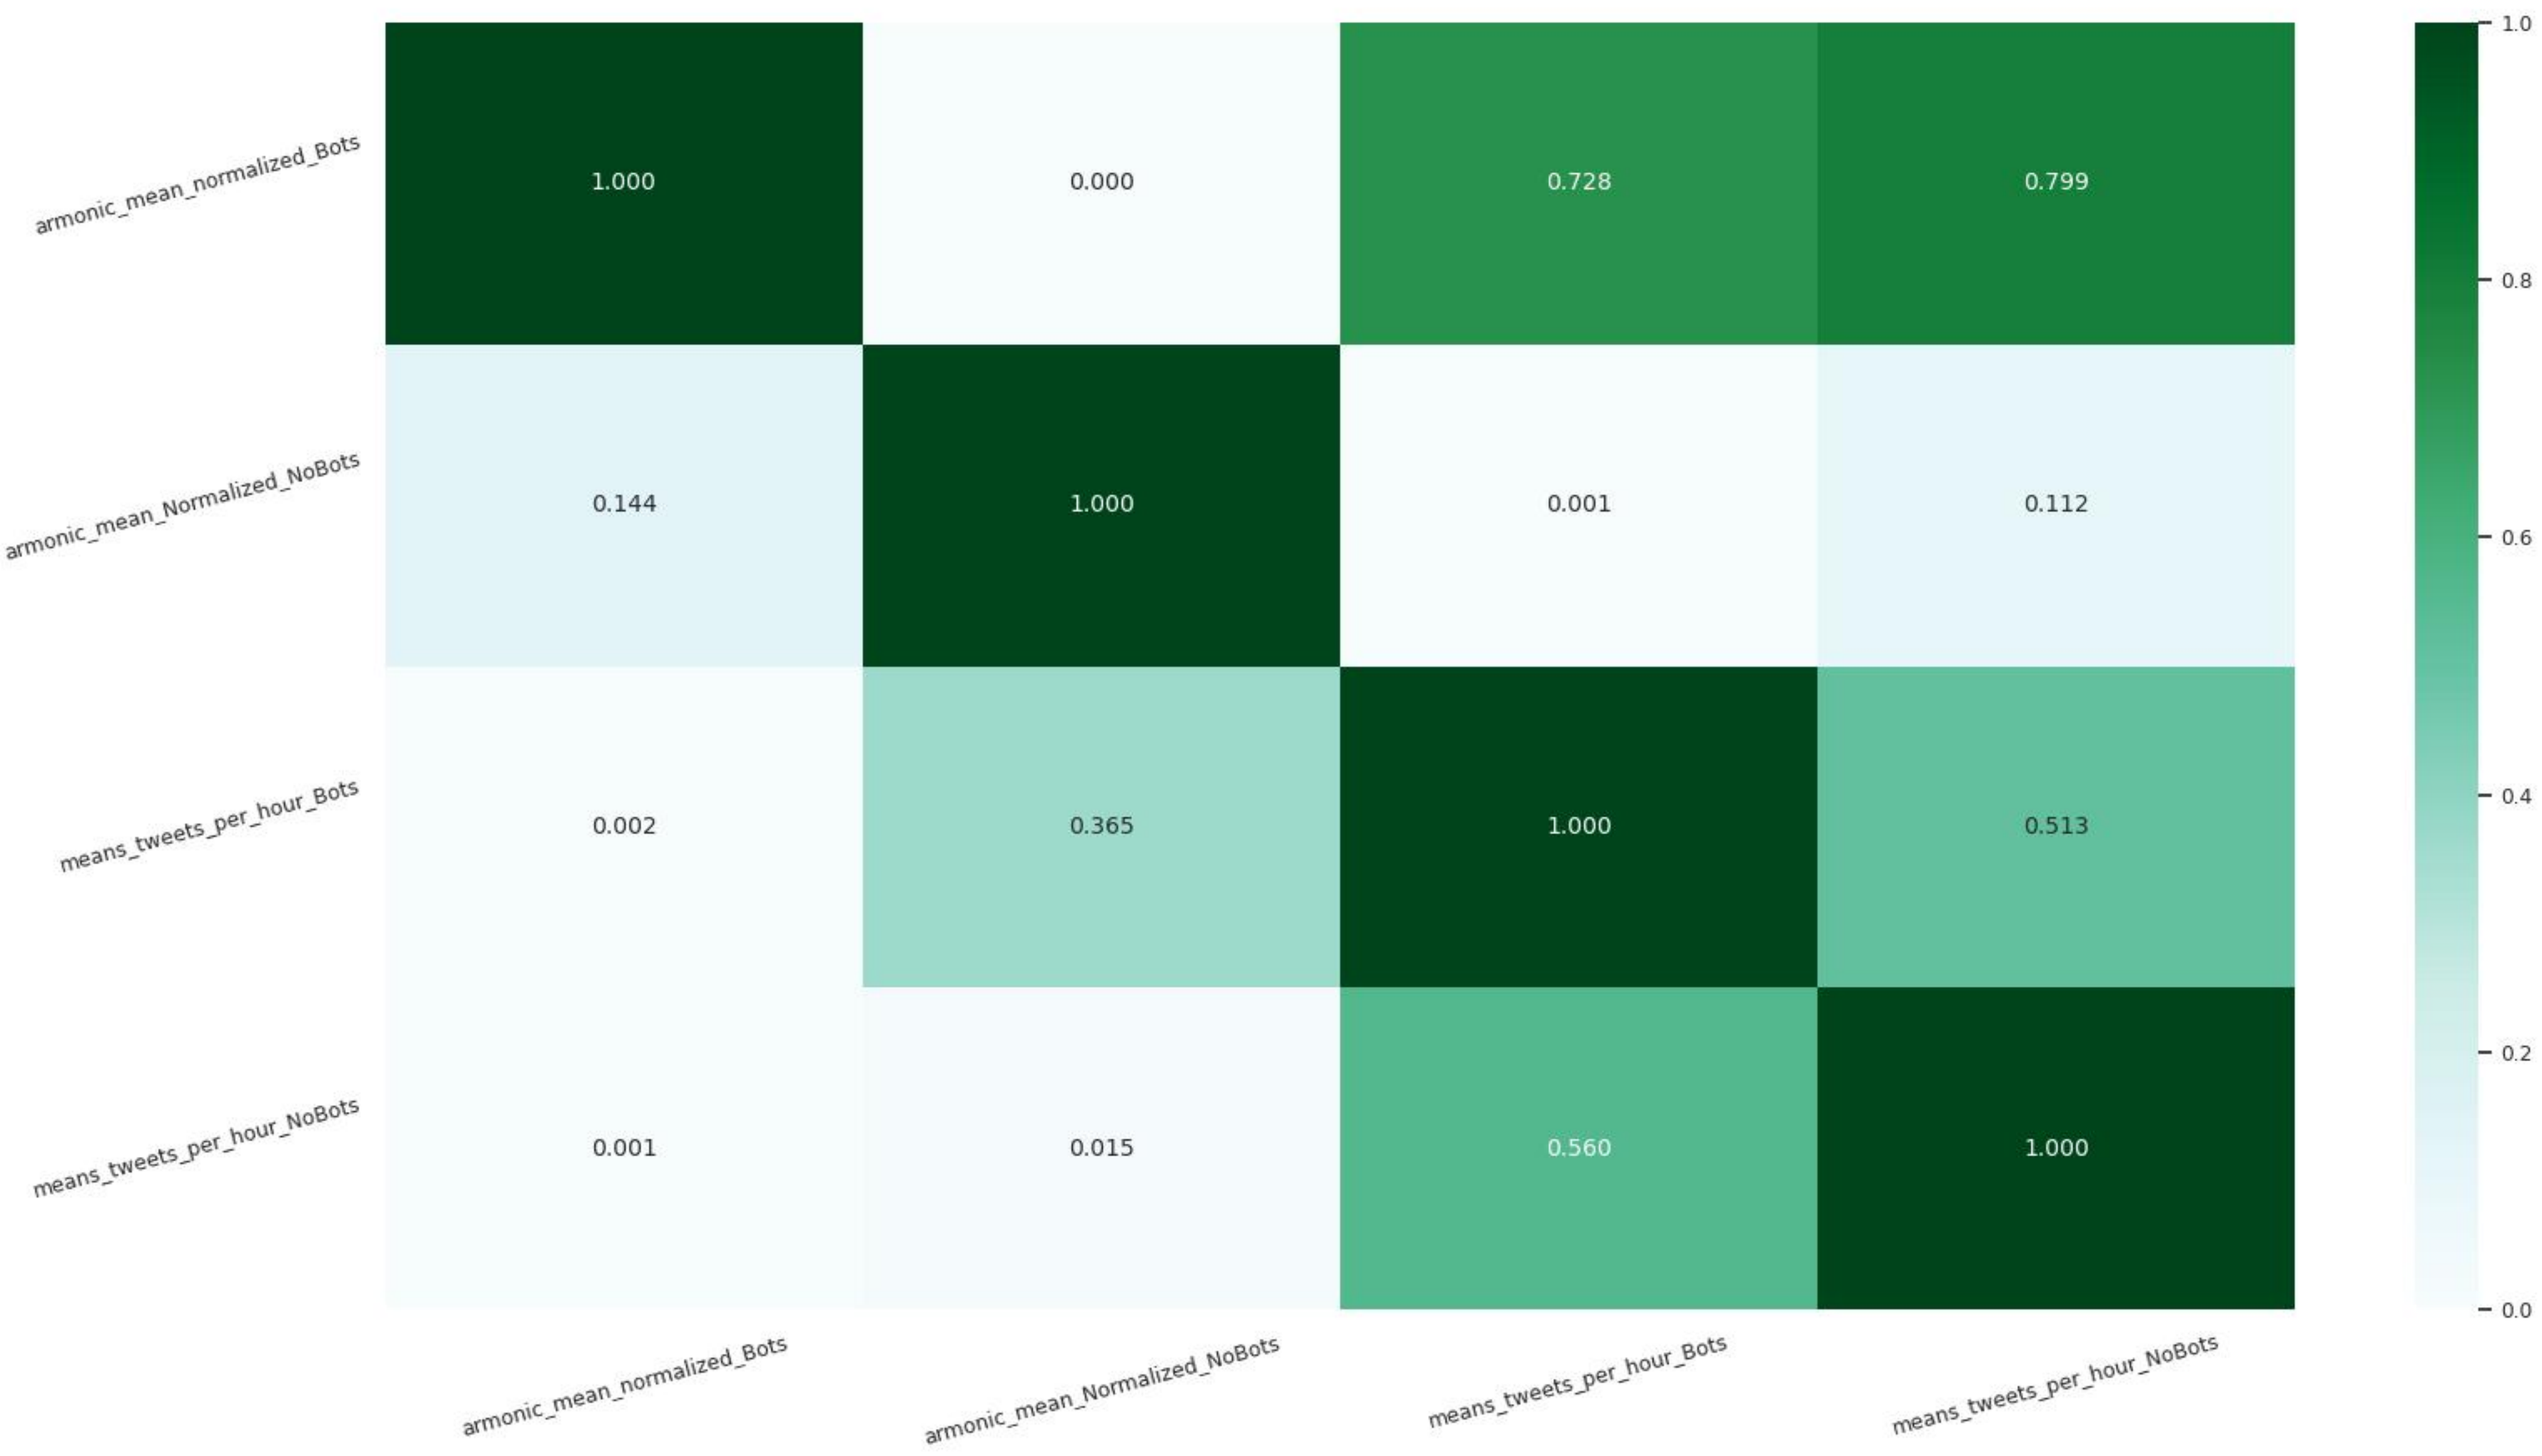 1.0
armonic_mean_normalized_Bots
1.000 0.000 0.728 0.799
0.8
armonic_mean_Normalized_NoBots
0.144 1.000 0.001 0.112
0.6
means_tweets_per_hour_Bots
0.002 0.365 1.000 0.513
0.4
means_tweets_per_hour_NoBots
0.001 0.015 0.560 1.000
0.2
0.0
armonic_mean_normalized_Bots
armonic_mean_Normalized_NoBots
means_tweets_per_hour_Bots
means_tweets_per_hour_NoBots